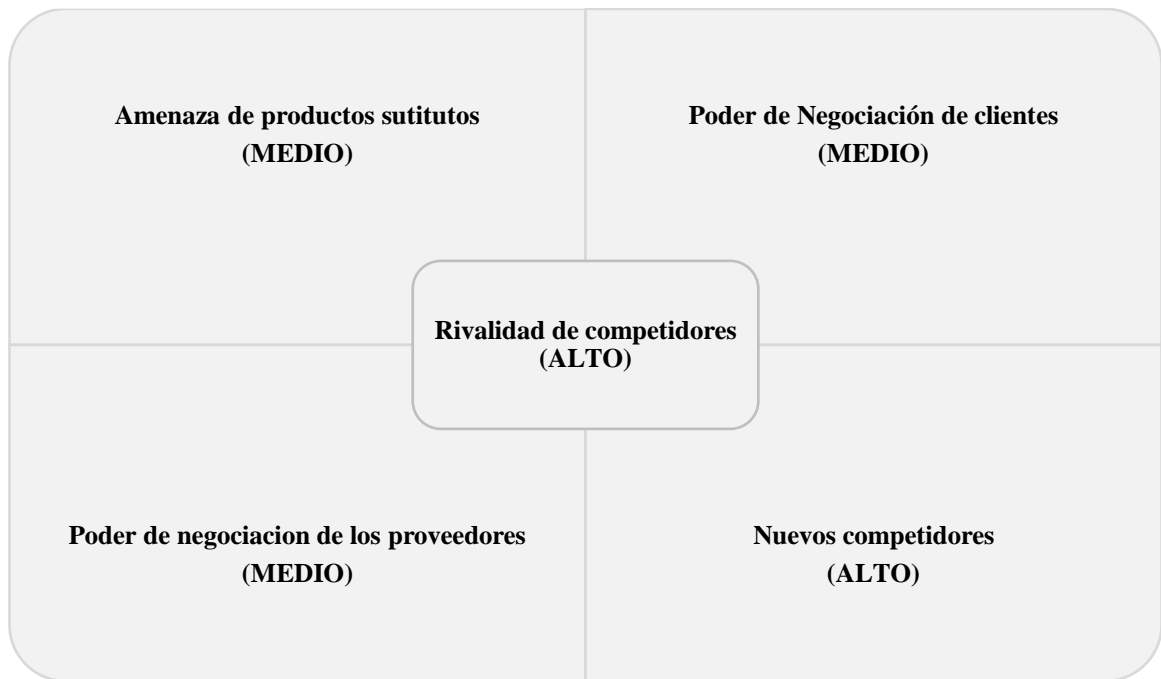 Amenaza de productos sutitutos
(MEDIO)
Poder de Negociación de clientes
(MEDIO)
Rivalidad de competidores
(ALTO)
Poder de negociacion de los proveedores
(MEDIO)
Nuevos competidores
(ALTO)